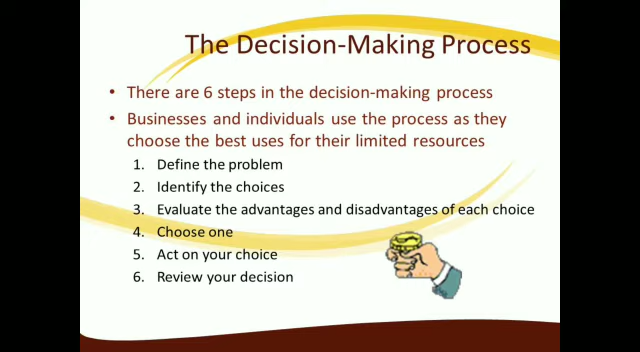 The Decision-Making Process
• There are 6 steps in the decision-making process
• Businesses and individuals use the process as they
choose the best uses for their limited resources
1. Define the problem
2. Identify the choices
3. Evaluate the advantages and disadvantages of each choice
4. Choose one
5. Act on your choice
6. Review your decision